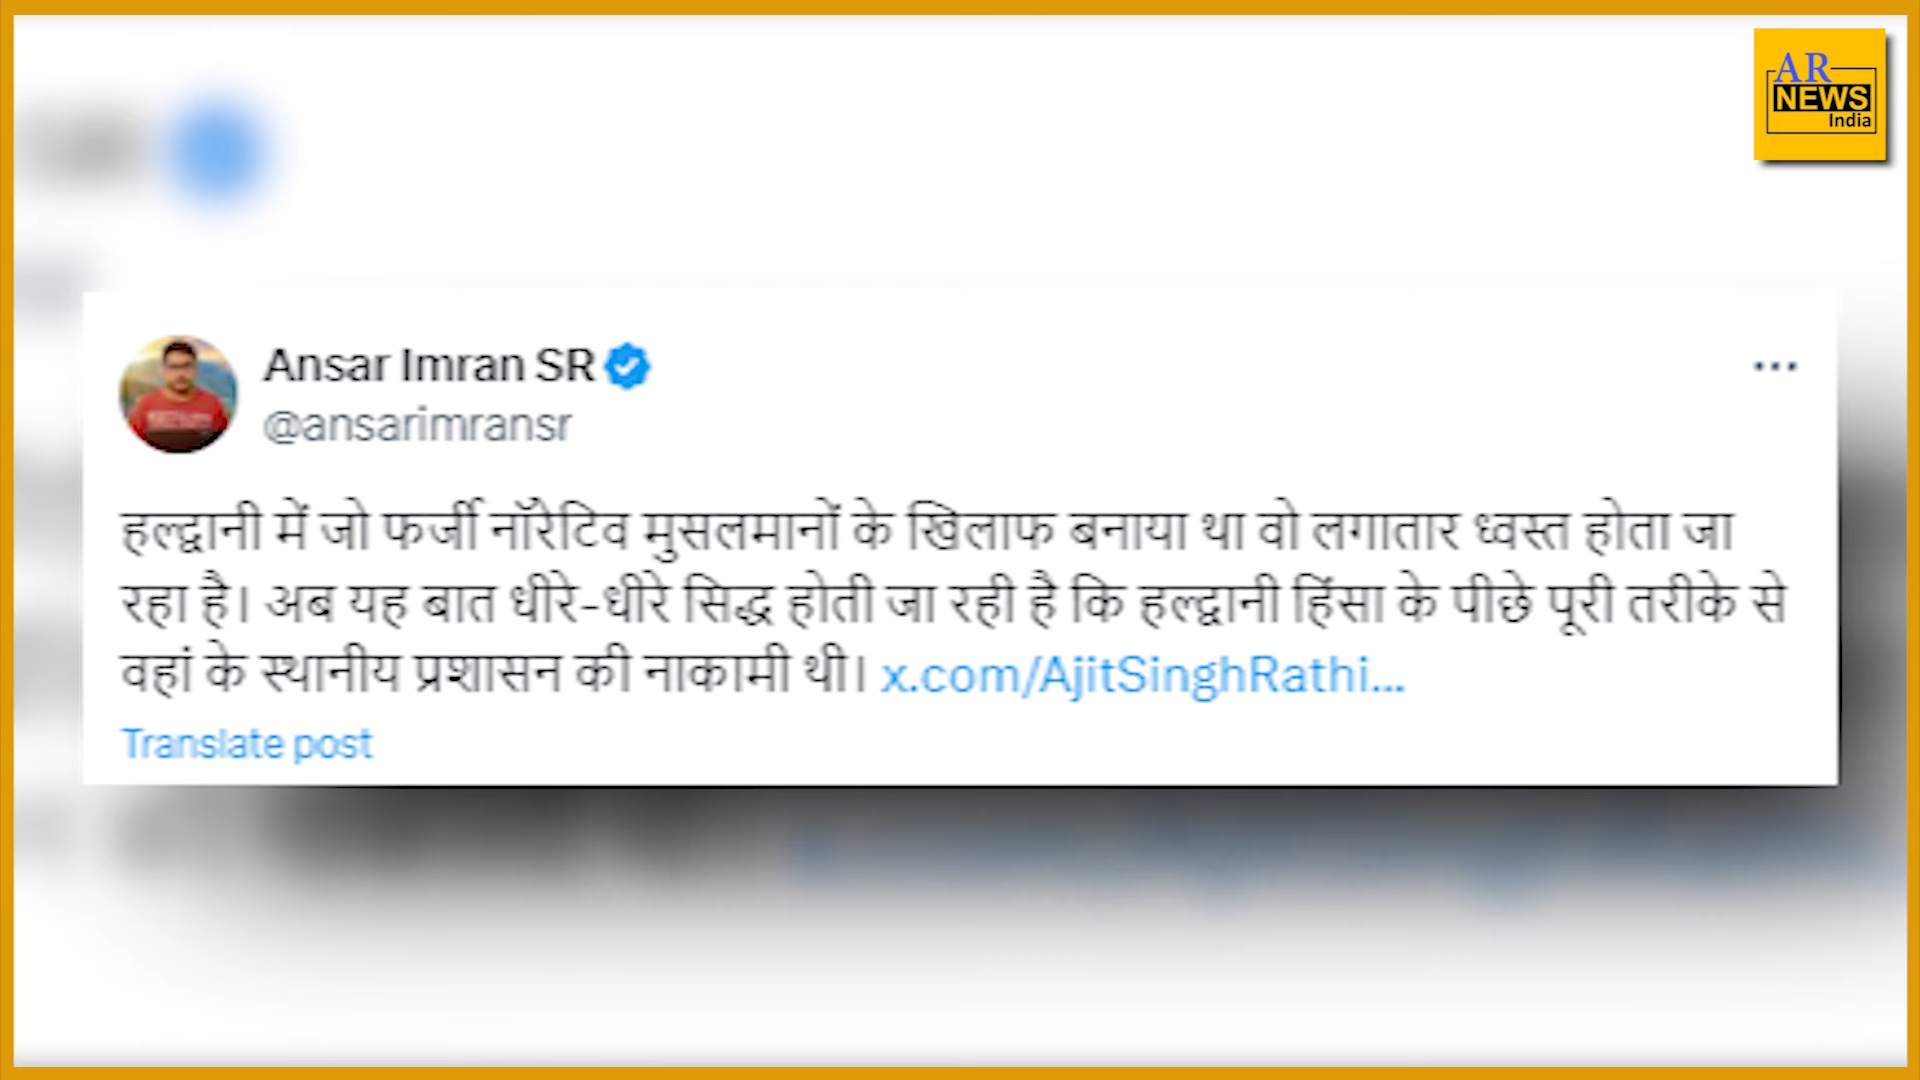 AR
NEWS
India
Ansar Imran SR
@ansarimransr
हल्द्वानी में जो फर्जी नॉरेटिव मुसलमानों के खिलाफ बनाया था वो लगातार ध्वस्त होता जा
रहा है। अब यह बात धीरे-धीरे सिद्ध होती जा रही है कि हल्द्वानी हिंसा के पीछे पूरी तरीके से
वहां के स्थानीय प्रशासन की नाकामी थी। x.com/AjitSinghRathi...
Translate post